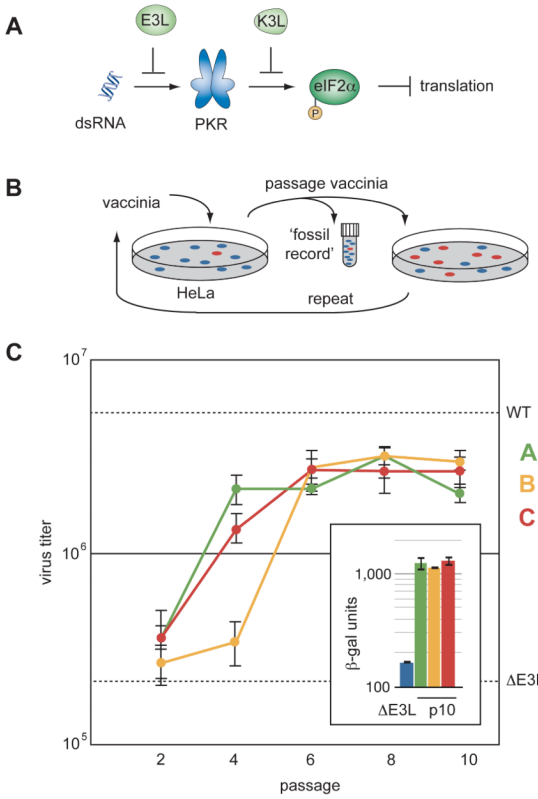 A
E3L
K3L
dsRNA
PKR
eIF2α
P
translation
B
vaccinia
passage vaccinia
'fossil
record'
HeLa
repeat
C
10⁷
WT
A
B
C
10⁶
virus titer
1,000
β-gal units
100
ΔE3L p10
ΔE3L
10⁵
2 4 6 8 10
passage